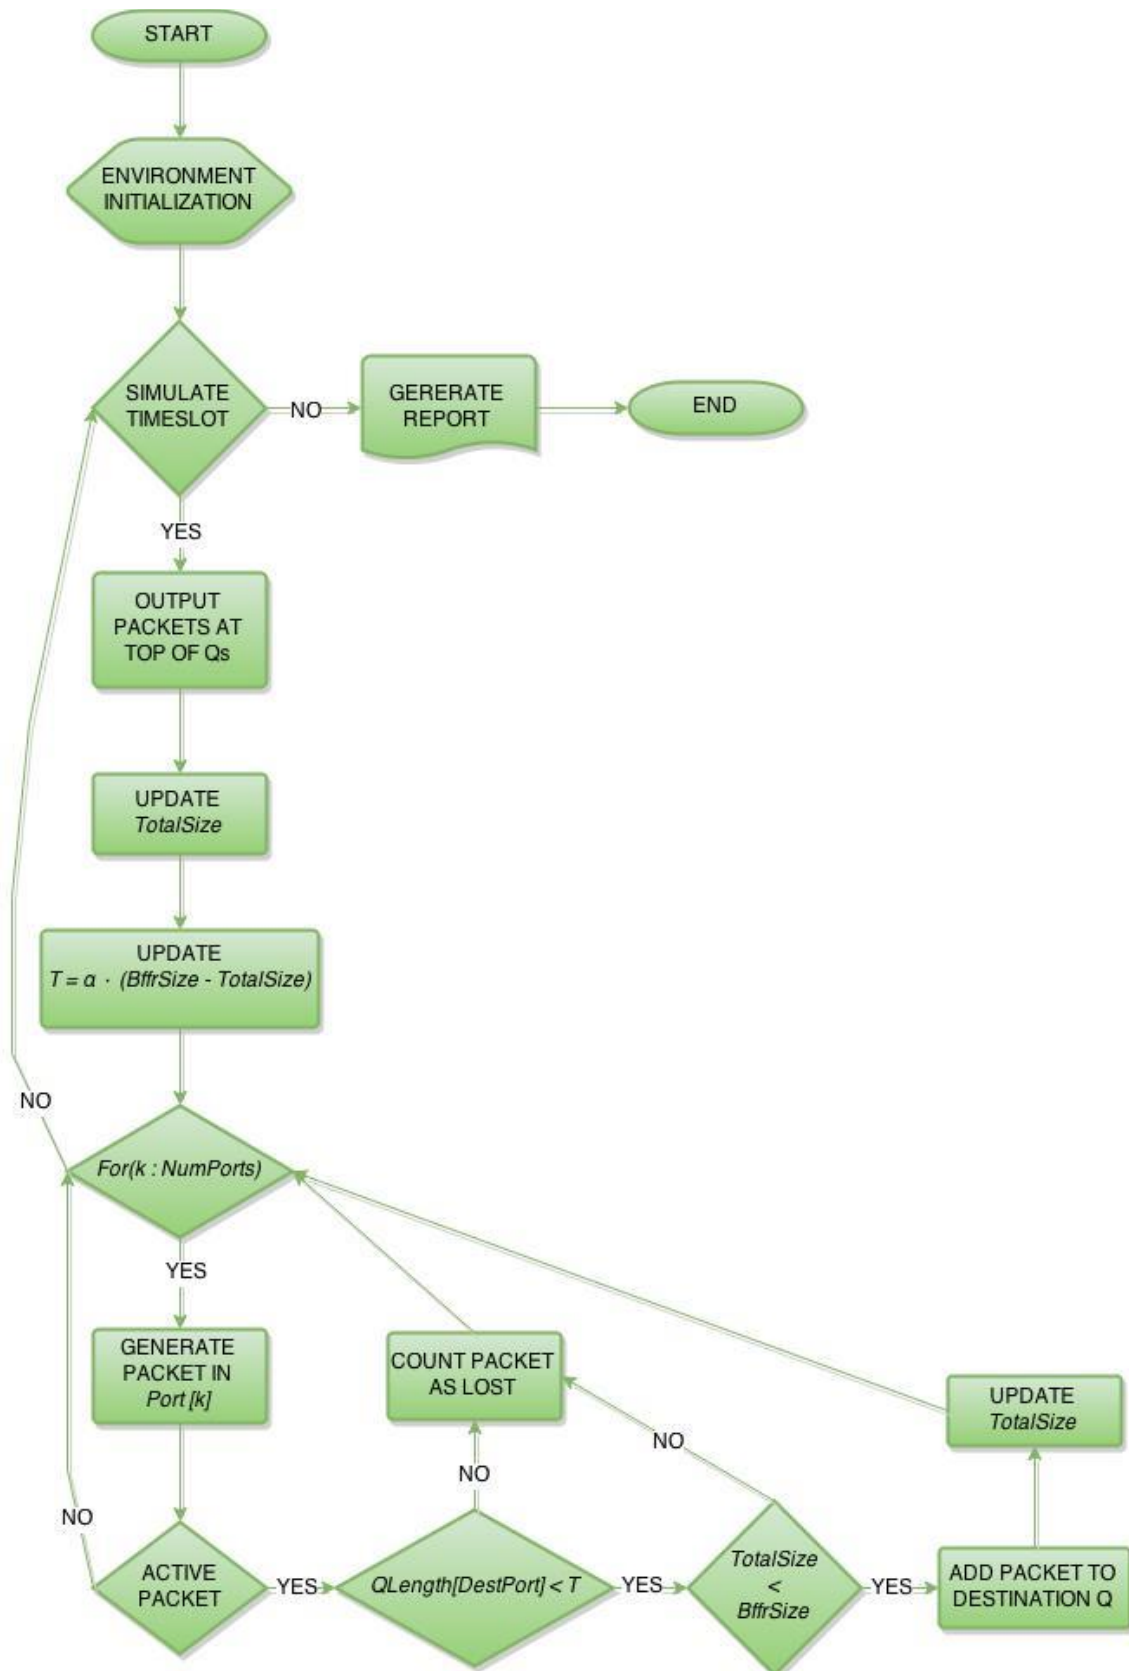 START
ENVIRONMENT
INITIALIZATION
SIMULATE
TIMESLOT
NO
GERERATE
REPORT
END
YES
OUTPUT
PACKETS AT
TOP OF Qs
UPDATE
TotalSize
UPDATE
T = α · (BffrSize - TotalSize)
NO
For(k : NumPorts)
YES
GENERATE
PACKET IN
Port [k]
COUNT PACKET
AS LOST
UPDATE
TotalSize
NO
NO
NO
ACTIVE
PACKET
YES
QLength[DestPort] < T
YES
TotalSize
<
BffrSize
YES
ADD PACKET TO
DESTINATION Q